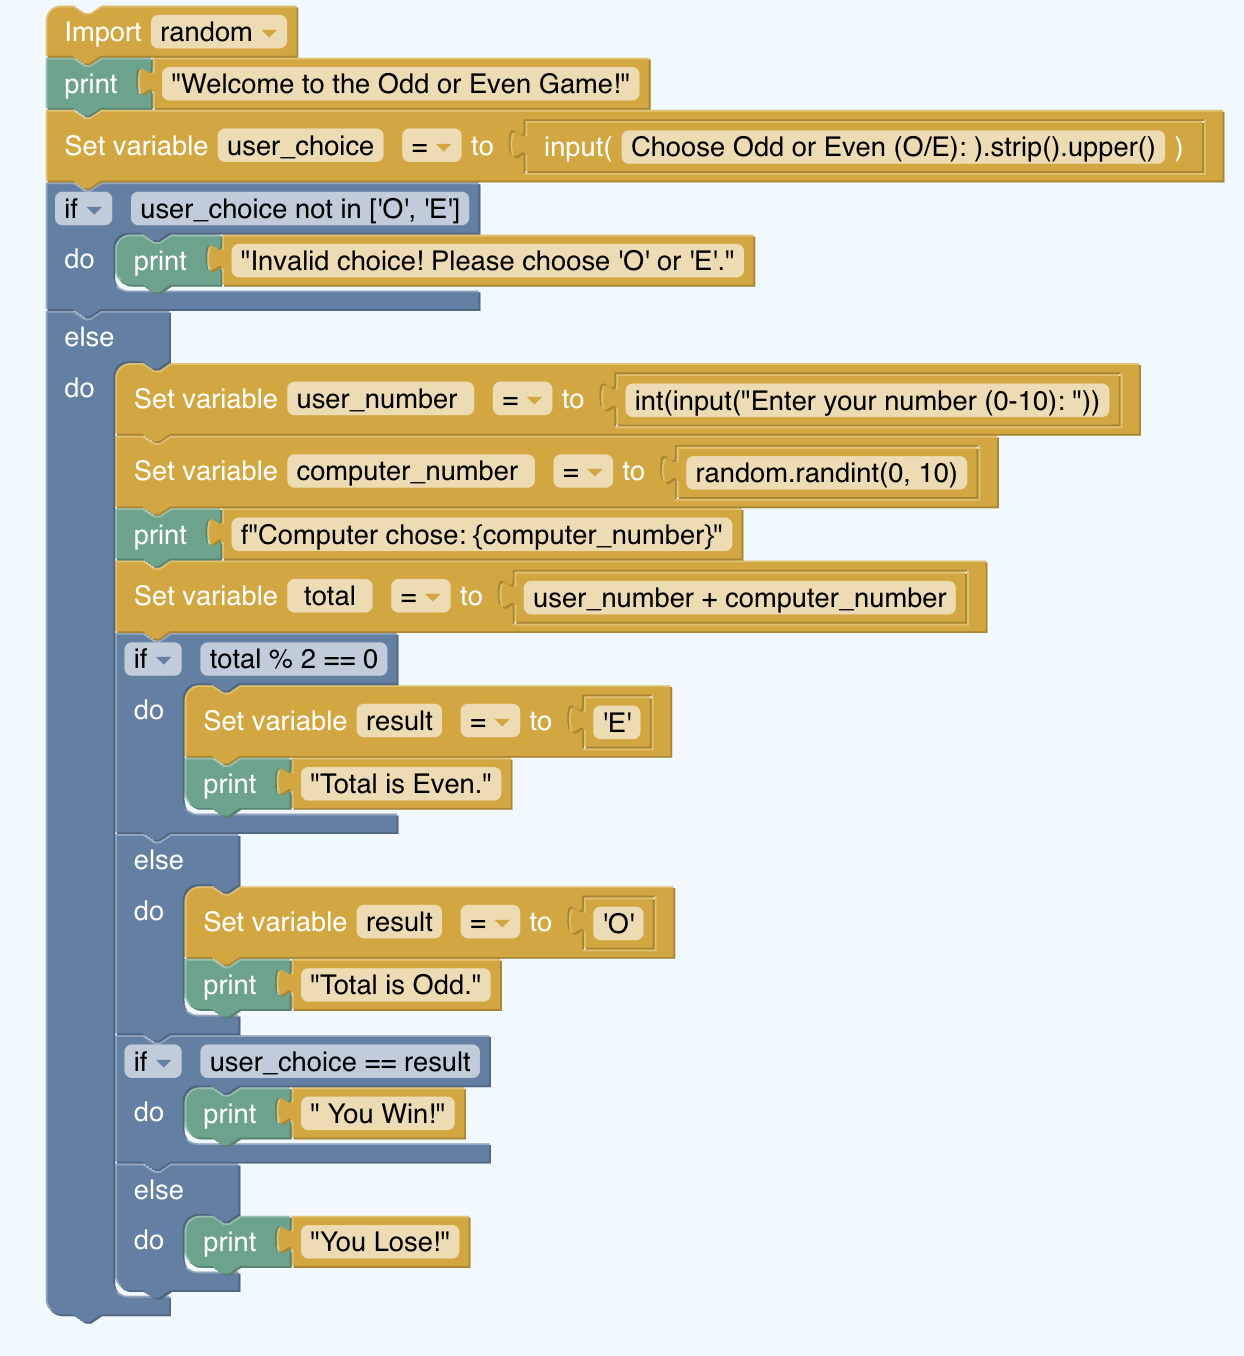 Import random
print "Welcome to the Odd or Even Game!"
Set variable user_choice = to input( Choose Odd or Even (O/E): ).strip().upper() )
if user_choice not in ['O', 'E']
do print "Invalid choice! Please choose 'O' or 'E'."
else
do Set variable user_number = to int(input("Enter your number (0-10): "))
Set variable computer_number = to random.randint(0, 10)
print f"Computer chose: {computer_number}"
Set variable total = to user_number + computer_number
if total % 2 == 0
do Set variable result = to 'E'
print "Total is Even."
else
do Set variable result = to 'O'
print "Total is Odd."
if user_choice == result
do print " You Win!"
else
do print "You Lose!"